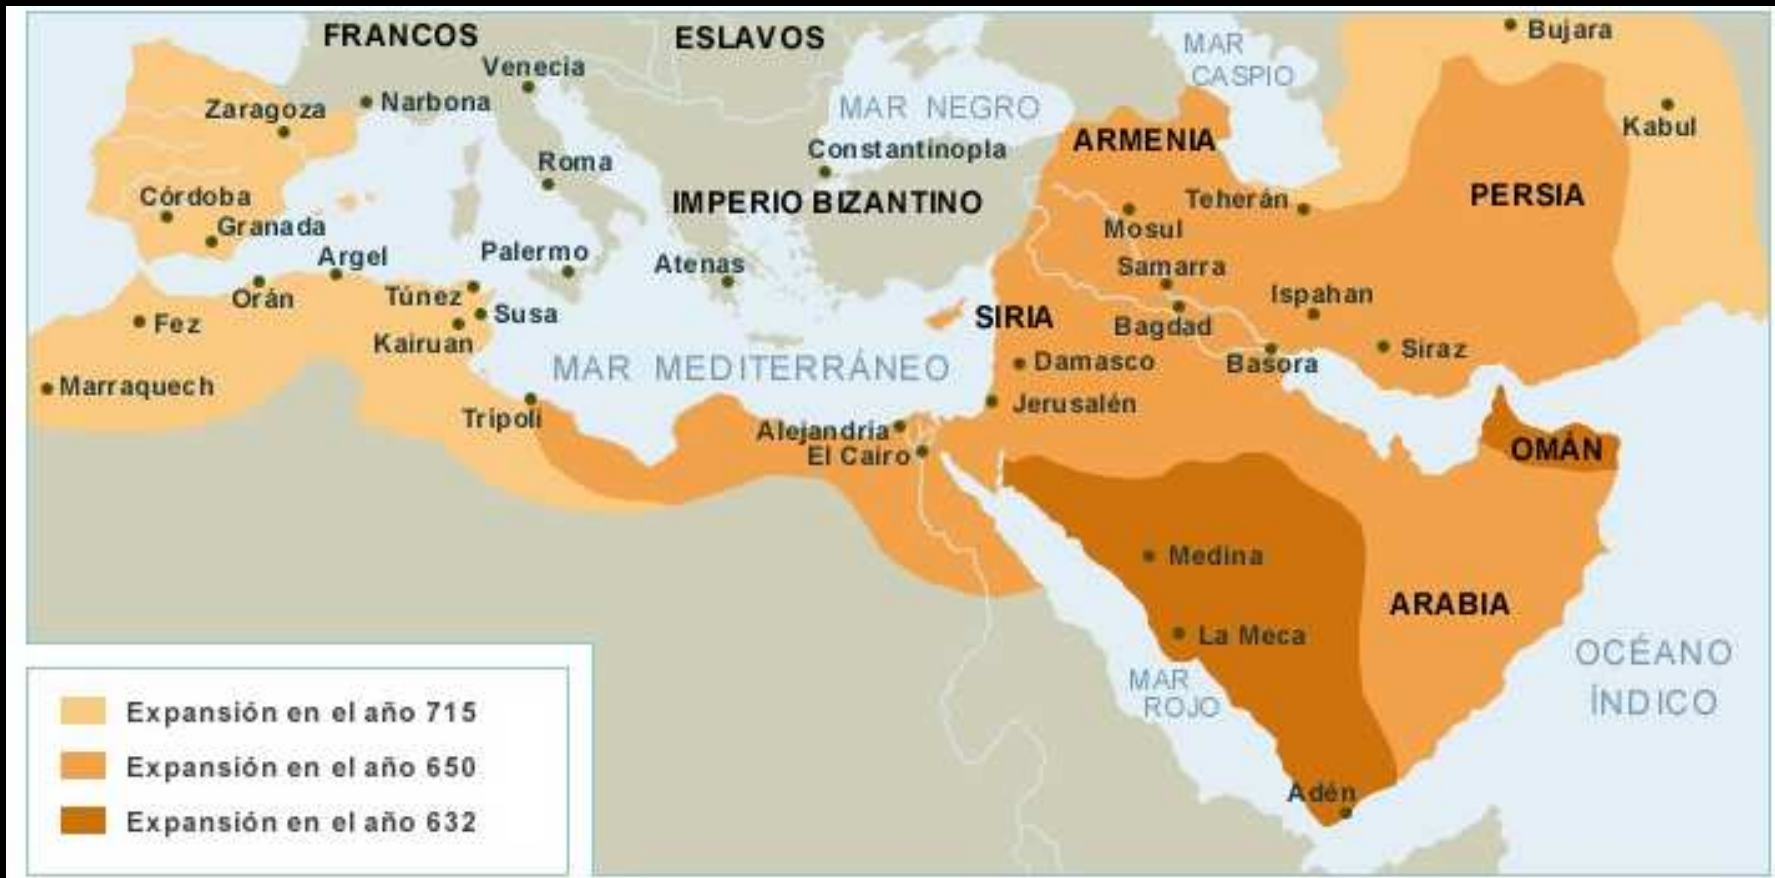 FRANCOS
ESLAVOS
MAR
CASPIO
Bujara
Venecia
Zaragoza
Narbona
MAR NEGRO
Kabul
ARMENIA
Constantinopla
Roma
Córdoba
IMPERIO BIZANTINO
Teherán
PERSIA
Granada
Mosul
Argel
Palermo
Atenas
Samarra
Orán
Túnez
Ispahan
Susa
SIRIA
Fez
Bagdad
Kairuan
MAR MEDITERRÁNEO
Damasco
Basora
Siraz
Marraquech
Jerusalén
Tripoli
Alejandría
El Cairo
OMÁN
Medina
ARABIA
La Meca
OCÉANO
ÍNDICO
MAR
ROJO
Adén
Expansión en el año 715
Expansión en el año 650
Expansión en el año 632